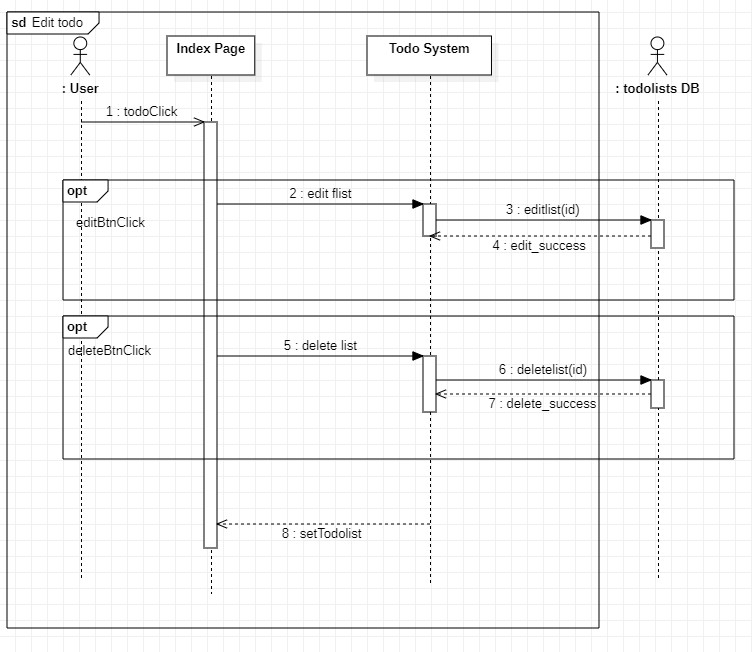 sd Edit todo
Index Page
Todo System
: User
: todolists DB
1 : todoClick
opt
2 : edit flist
editBtnClick
3 : editlist(id)
4 : edit_success
opt
deleteBtnClick
5 : delete list
6 : deletelist(id)
7 : delete_success
8 : setTodolist